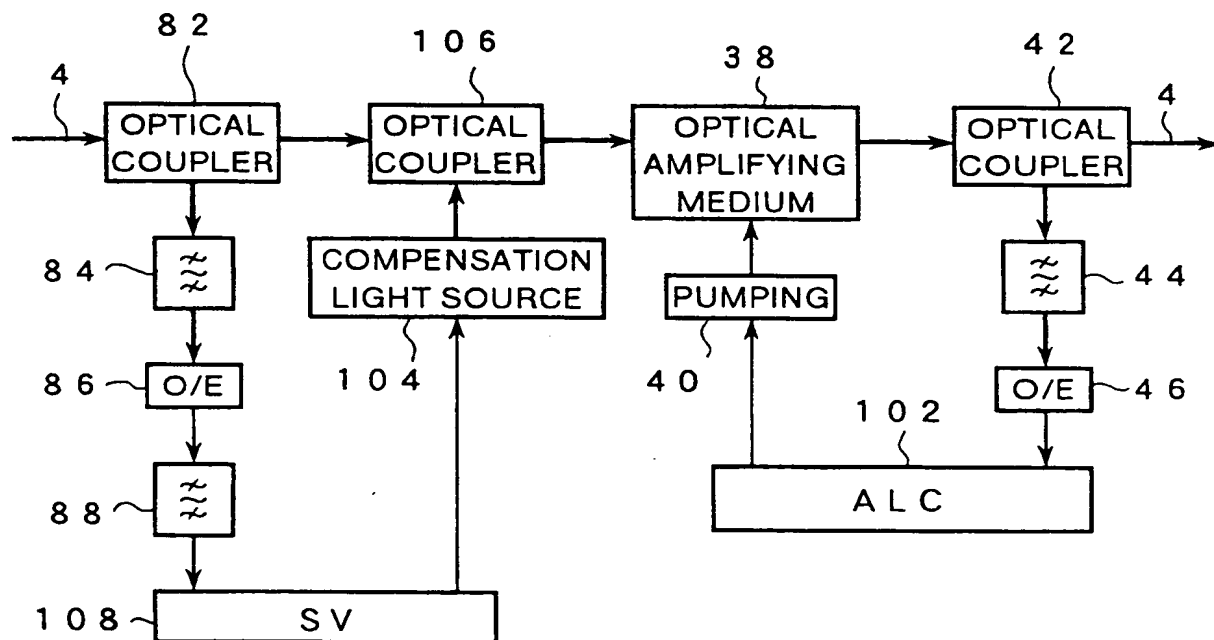 82
106
38
42
4
4
OPTICAL
COUPLER
OPTICAL
COUPLER
OPTICAL
AMPLIFYING
MEDIUM
OPTICAL
COUPLER
84
COMPENSATION
LIGHT SOURCE
PUMPING
44
86
O/E
104
40
O/E
46
102
88
ALC
108
SV